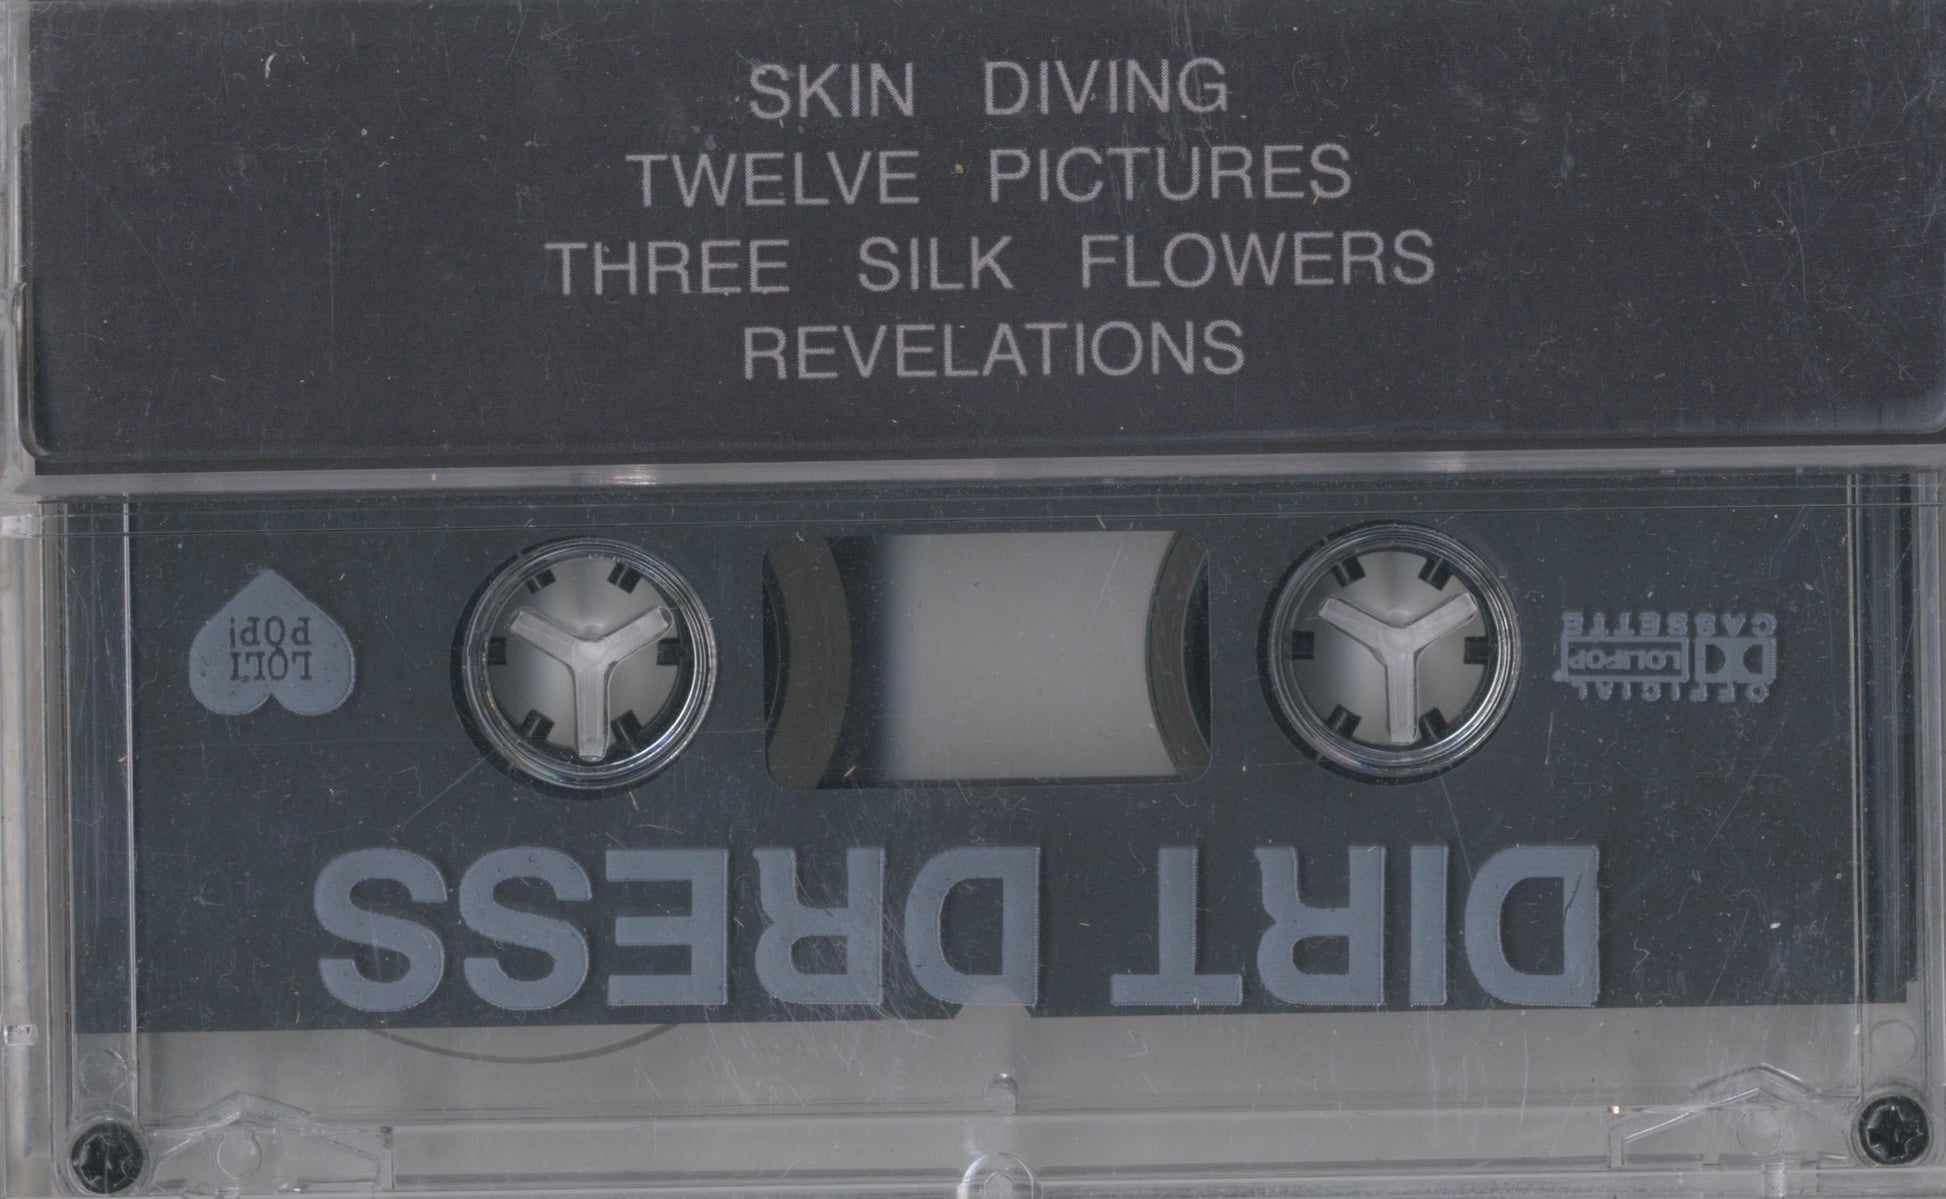 SKIN DIVING
TWELVE PICTURES
THREE SILK FLOWERS
REVELATIONS
LOLI
POP!
OFFICIAL
LOLIPOP
CASSETTE
DIRT DRESS